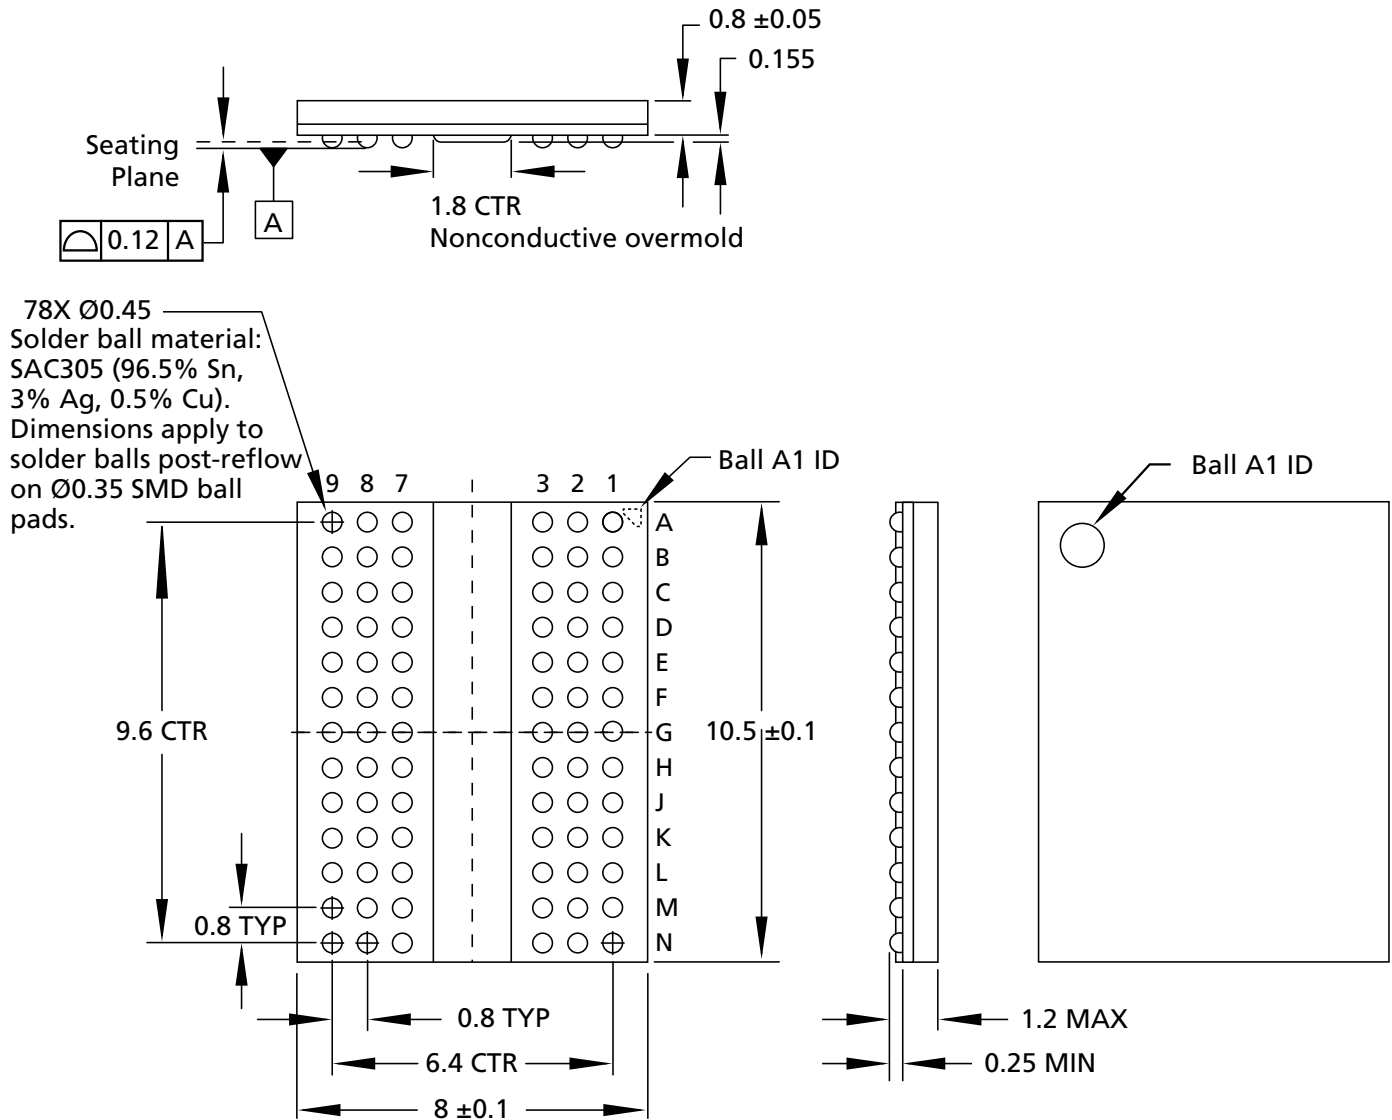 0.8 ±0.05
0.155
Seating
Plane
A
0.12 A
1.8 CTR
Nonconductive overmold
78X Ø0.45
Solder ball material:
SAC305 (96.5% Sn,
3% Ag, 0.5% Cu).
Dimensions apply to
solder balls post-reflow
on Ø0.35 SMD ball
pads.
Ball A1 ID
9 8 7 3 2 1
A
B
C
D
E
F
G
H
J
K
L
M
N
9.6 CTR
10.5 ±0.1
0.8 TYP
0.8 TYP
6.4 CTR
8 ±0.1
Ball A1 ID
1.2 MAX
0.25 MIN